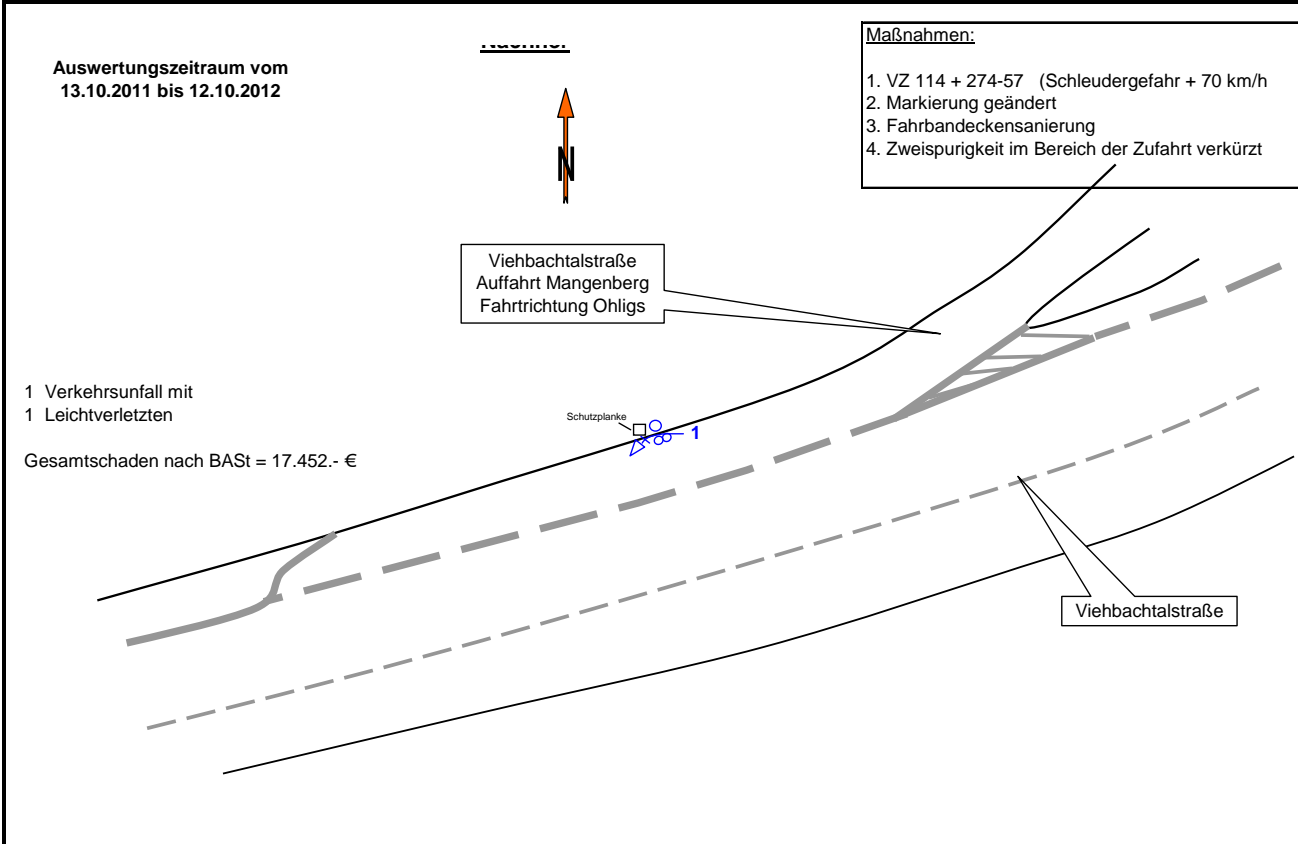 Auswertungszeitraum vom
13.10.2011 bis 12.10.2012
N
Maßnahmen:
1. VZ 114 + 274-57 (Schleudergefahr + 70 km/h
2. Markierung geändert
3. Fahrbandeckensanierung
4. Zweispurigkeit im Bereich der Zufahrt verkürzt
Viehbachtalstraße
Auffahrt Mangenberg
Fahrtrichtung Ohligs
1 Verkehrsunfall mit
1 Leichtverletzten
Gesamtschaden nach BASt = 17.452.- €
Schutzplanke
1
Viehbachtalstraße